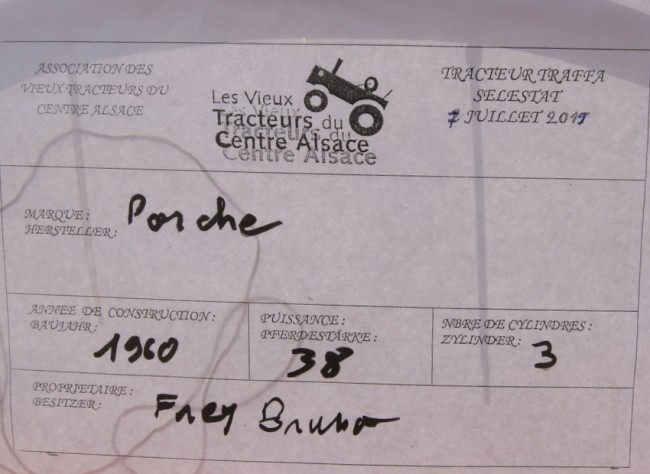 ASSOCIATION DES
VIEUX TRACTEURS DU
CENTRE ALSACE
Les Vieux
Tracteurs du
Centre Alsace
TRACTEUR TRAFFA
SELESTAT
7 JUILLET 2019
MARQUE :
HERSTELLER :
Porche
ANNEE DE CONSTRUCTION :
BAUJAHR :
1960
PUISSANCE :
PFERDESTÄRKE :
38
NBRE DE CYLINDRES :
ZYLINDER :
3
PROPRIETAIRE :
BESITZER :
Frey Bruno